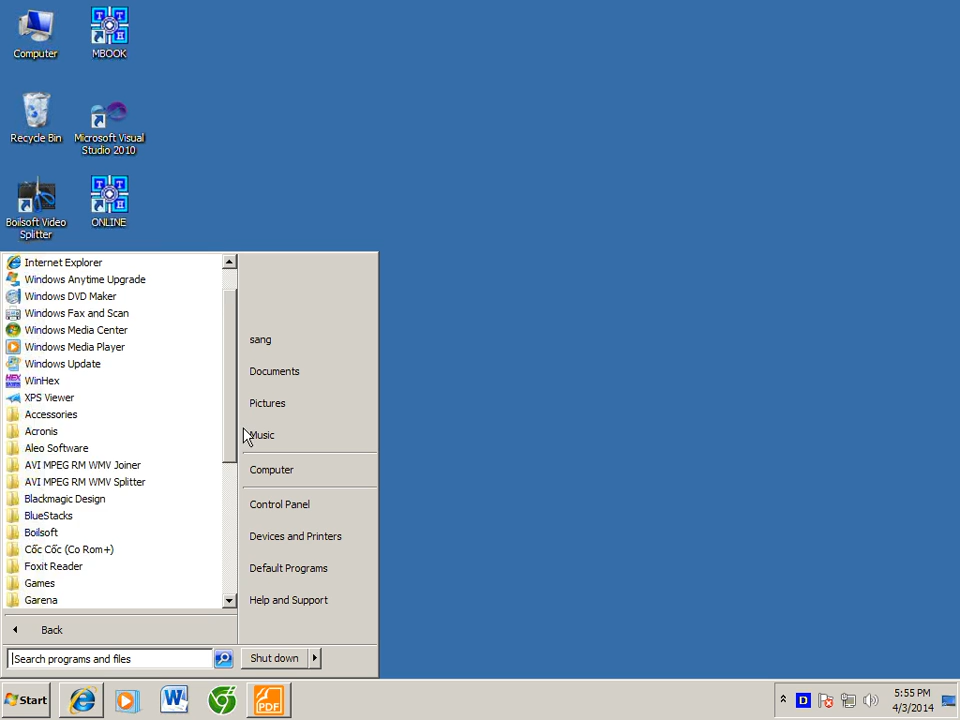 Computer
MBOOK
Recycle Bin
Microsoft Visual
Studio 2010
Boilsoft Video
Splitter
ONLINE
Internet Explorer
Windows Anytime Upgrade
Windows DVD Maker
Windows Fax and Scan
Windows Media Center
Windows Media Player
Windows Update
WinHex
XPS Viewer
Accessories
Acronis
Aleo Software
AVI MPEG RM WMV Joiner
AVI MPEG RM WMV Splitter
Blackmagic Design
BlueStacks
Boilsoft
Cốc Cốc (Co Rom+)
Foxit Reader
Games
Garena
Back
Search programs and files
sang
Documents
Pictures
Music
Computer
Control Panel
Devices and Printers
Default Programs
Help and Support
Shut down
Start
PDF
D
5:55 PM
4/3/2014